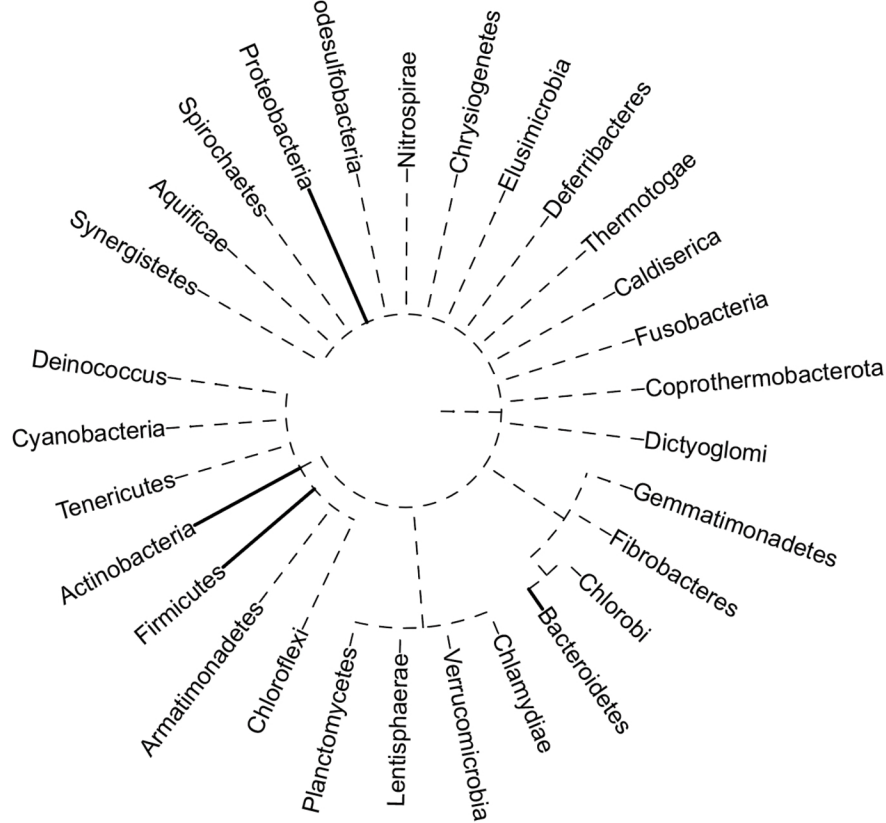 odesulfobacteria
Nitrospirae
Chrysiogenetes
Elusimicrobia
Deferribacteres
Thermotogae
Caldiserica
Fusobacteria
Coprothermobacterota
Dictyoglomi
Gemmatimonadetes
Fibrobacteres
Chlorobi
Bacteroidetes
Chlamydiae
Verrucomicrobia
Lentisphaerae
Planctomycetes
Chloroflexi
Armatimonadetes
Firmicutes
Actinobacteria
Tenericutes
Cyanobacteria
Deinococcus
Synergistetes
Aquificae
Spirochaetes
Proteobacteria